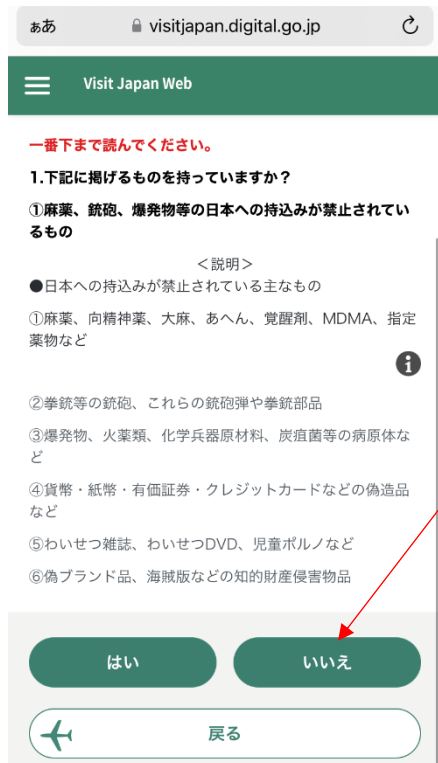 ぁあ visitjapan.digital.go.jp
Visit Japan Web
一番下まで読んでください。
1.下記に掲げるものを持っていますか？
①麻薬、銃砲、爆発物等の日本への持込みが禁止されてい
るもの
＜説明＞
●日本への持込みが禁止されている主なもの
①麻薬、向精神薬、大麻、あへん、覚醒剤、MDMA、指定
薬物など
②拳銃等の銃砲、これらの銃砲弾や拳銃部品
③爆発物、火薬類、化学兵器原材料、炭疽菌等の病原体な
ど
④貨幣・紙幣・有価証券・クレジットカードなどの偽造品
など
⑤わいせつ雑誌、わいせつDVD、児童ポルノなど
⑥偽ブランド品、海賊版などの知的財産侵害物品
はい いいえ
戻る